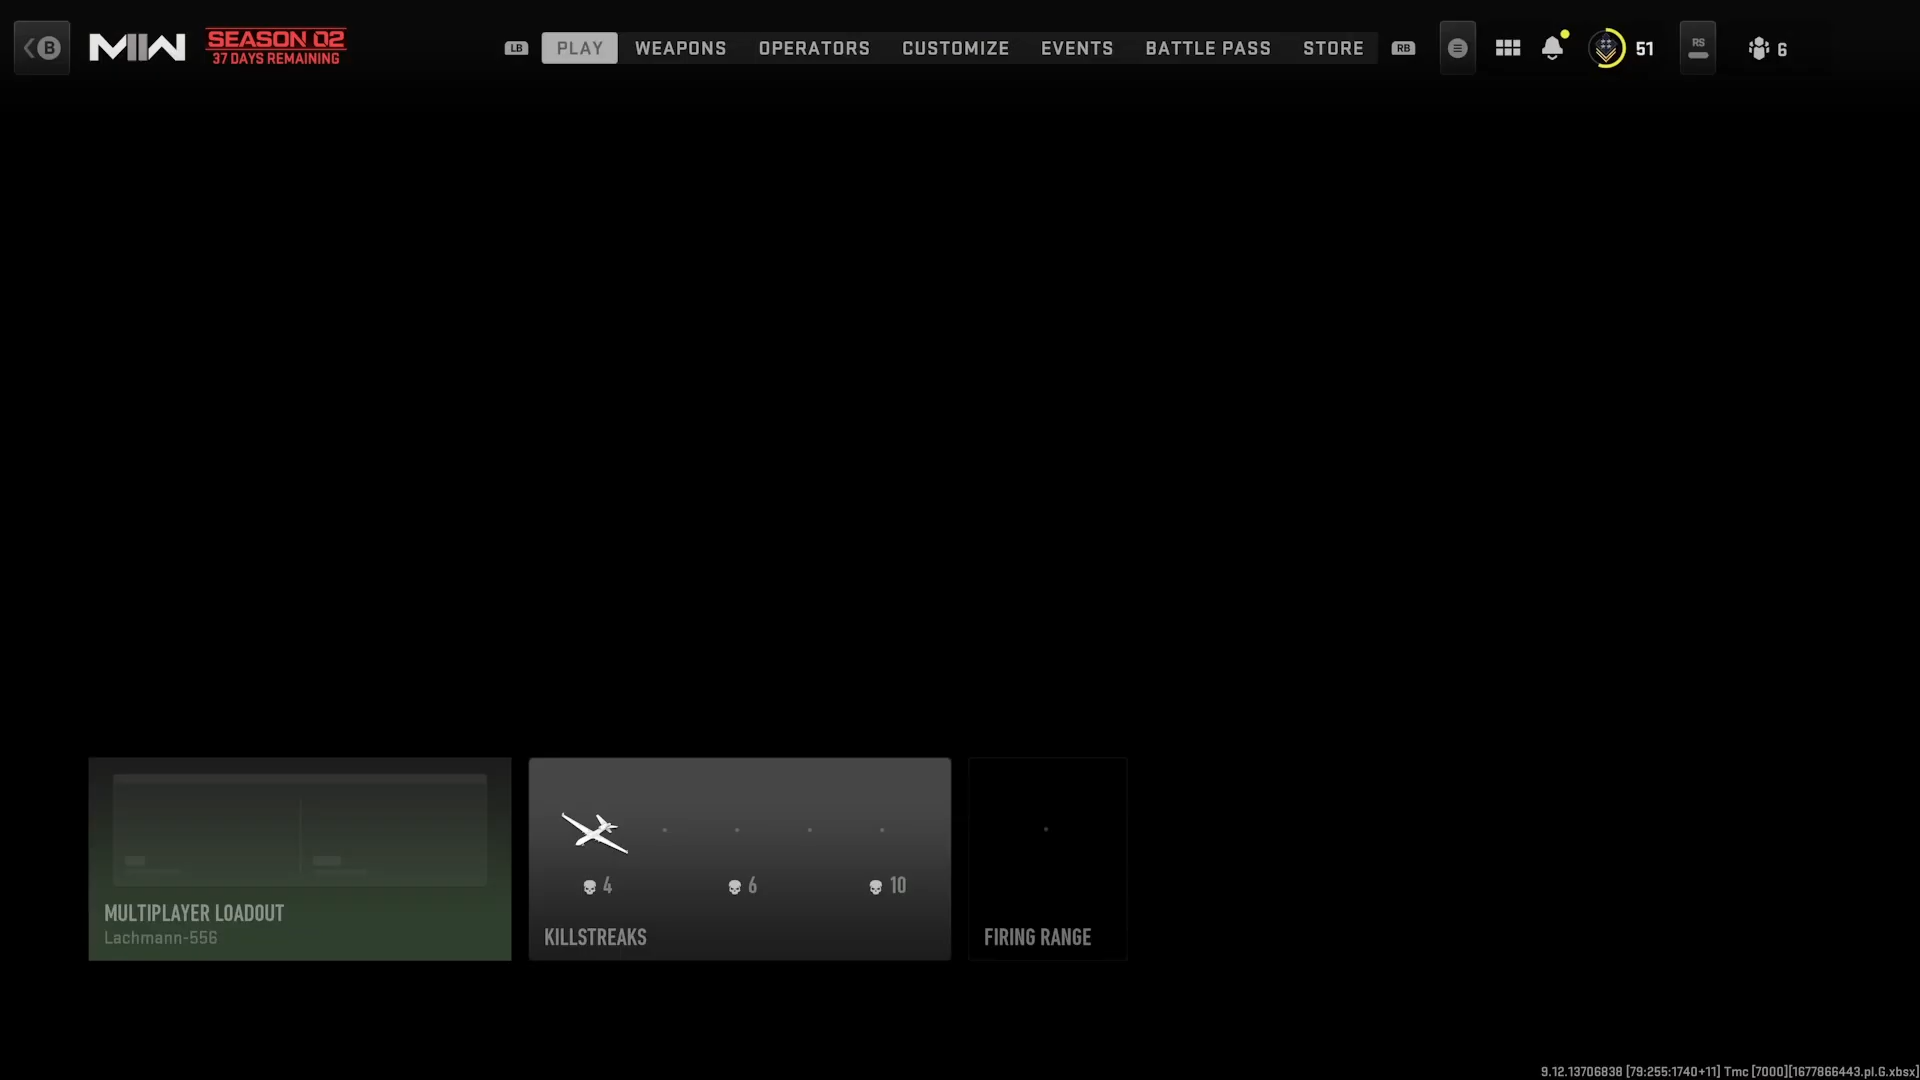 B
MWII
SEASON 02
37 DAYS REMAINING
LB
PLAY
WEAPONS
OPERATORS
CUSTOMIZE
EVENTS
BATTLE PASS
STORE
RB
51
RS
6
4
6
10
MULTIPLAYER LOADOUT
Lachmann-556
KILLSTREAKS
FIRING RANGE
9.12.13706838 [79:255:1740+11] Tmc [7000][1677866443.pl.G.xbsx]